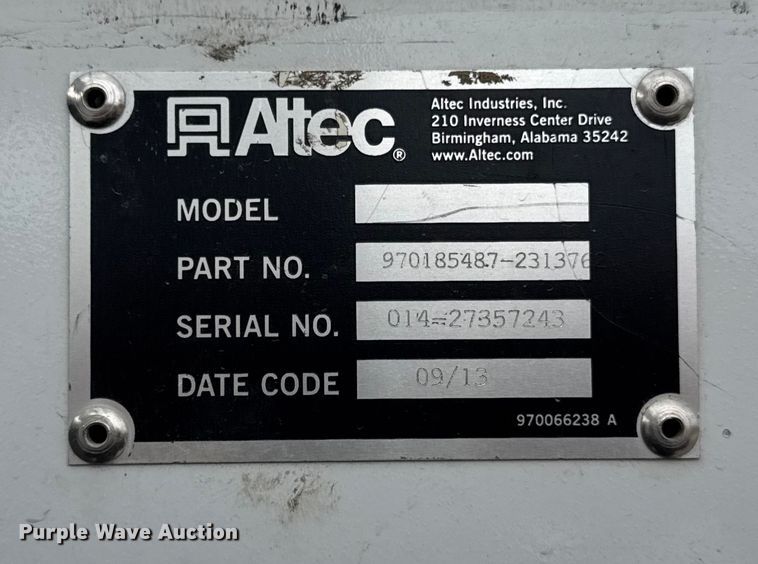 Altec®
Altec Industries, Inc.
210 Inverness Center Drive
Birmingham, Alabama 35242
www.Altec.com
MODEL
PART NO. 970185487-231376
SERIAL NO. 014-27357243
DATE CODE 09/13
970066238 A
Purple Wave Auction